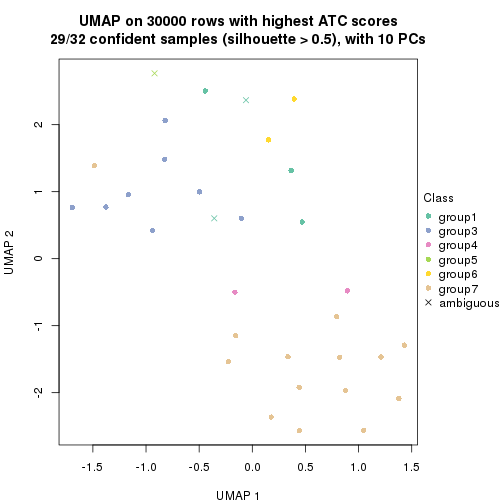 UMAP on 30000 rows with highest ATC scores
29/32 confident samples (silhouette > 0.5), with 10 PCs
UMAP 2
2
1
0
-1
-2
-1.5
-1.0
-0.5
0.0
0.5
1.0
1.5
UMAP 1
Class
group1
group3
group4
group5
group6
group7
ambiguous